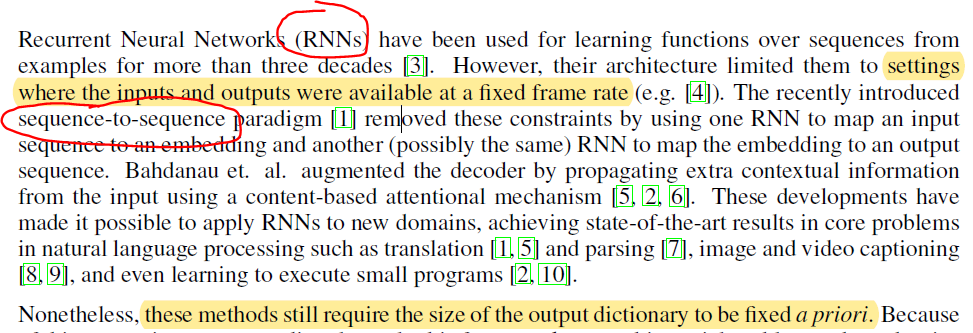 Recurrent Neural Networks (RNNs) have been used for learning functions over sequences from
examples for more than three decades [3]. However, their architecture limited them to settings
where the inputs and outputs were available at a fixed frame rate (e.g. [4]). The recently introduced
sequence-to-sequence paradigm [1] removed these constraints by using one RNN to map an input
sequence to an embedding and another (possibly the same) RNN to map the embedding to an output
sequence. Bahdanau et. al. augmented the decoder by propagating extra contextual information
from the input using a content-based attentional mechanism [5, 2, 6]. These developments have
made it possible to apply RNNs to new domains, achieving state-of-the-art results in core problems
in natural language processing such as translation [1, 5] and parsing [7], image and video captioning
[8, 9], and even learning to execute small programs [2, 10].
Nonetheless, these methods still require the size of the output dictionary to be fixed a priori. Because